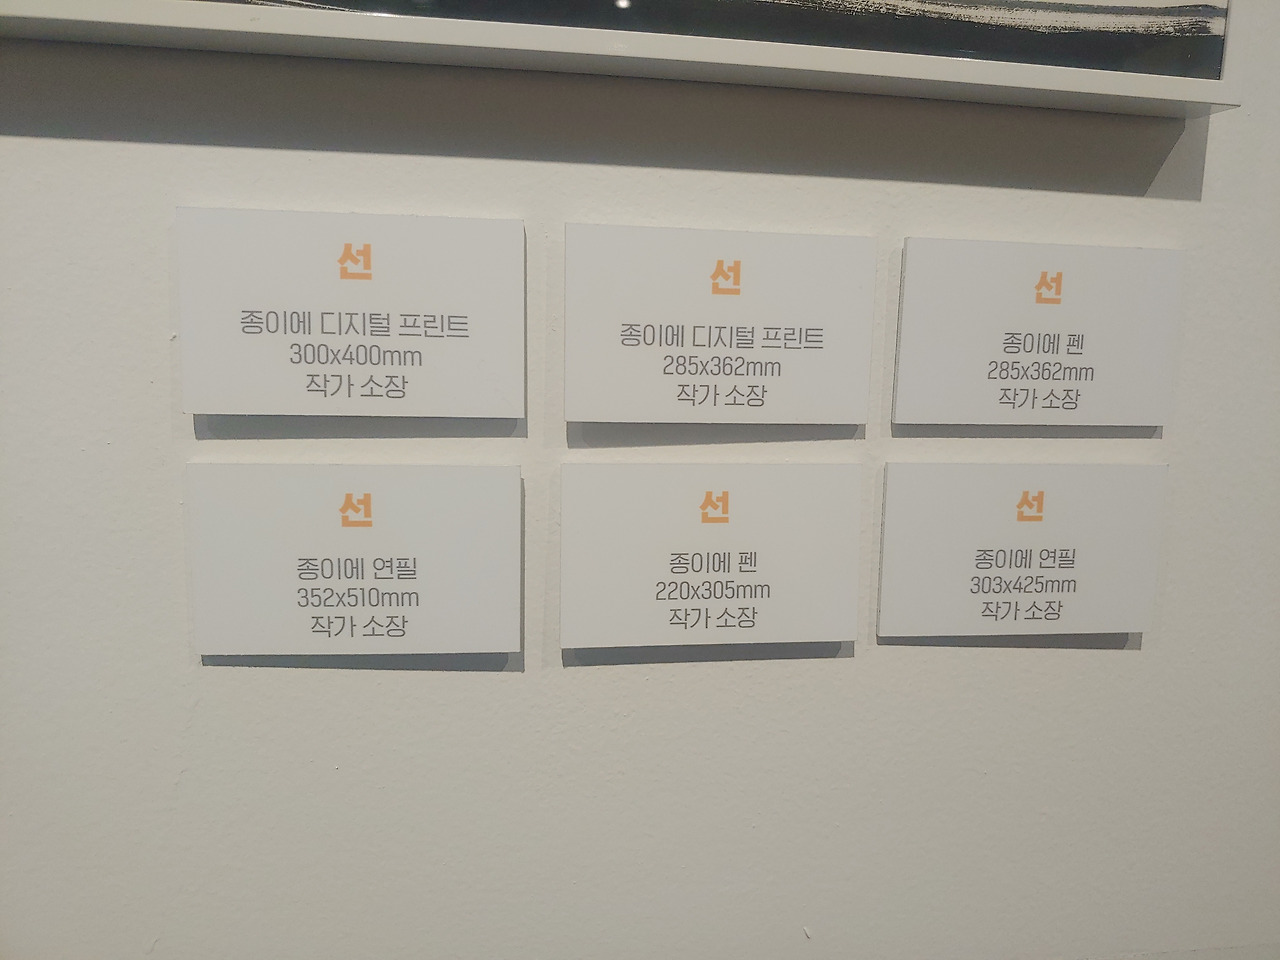 선
종이에 디지털 프린트
300x400mm
작가 소장
선
종이에 디지털 프린트
285x362mm
작가 소장
선
종이에 펜
285x362mm
작가 소장
선
종이에 연필
352x510mm
작가 소장
선
종이에 펜
220x305mm
작가 소장
선
종이에 연필
303x425mm
작가 소장